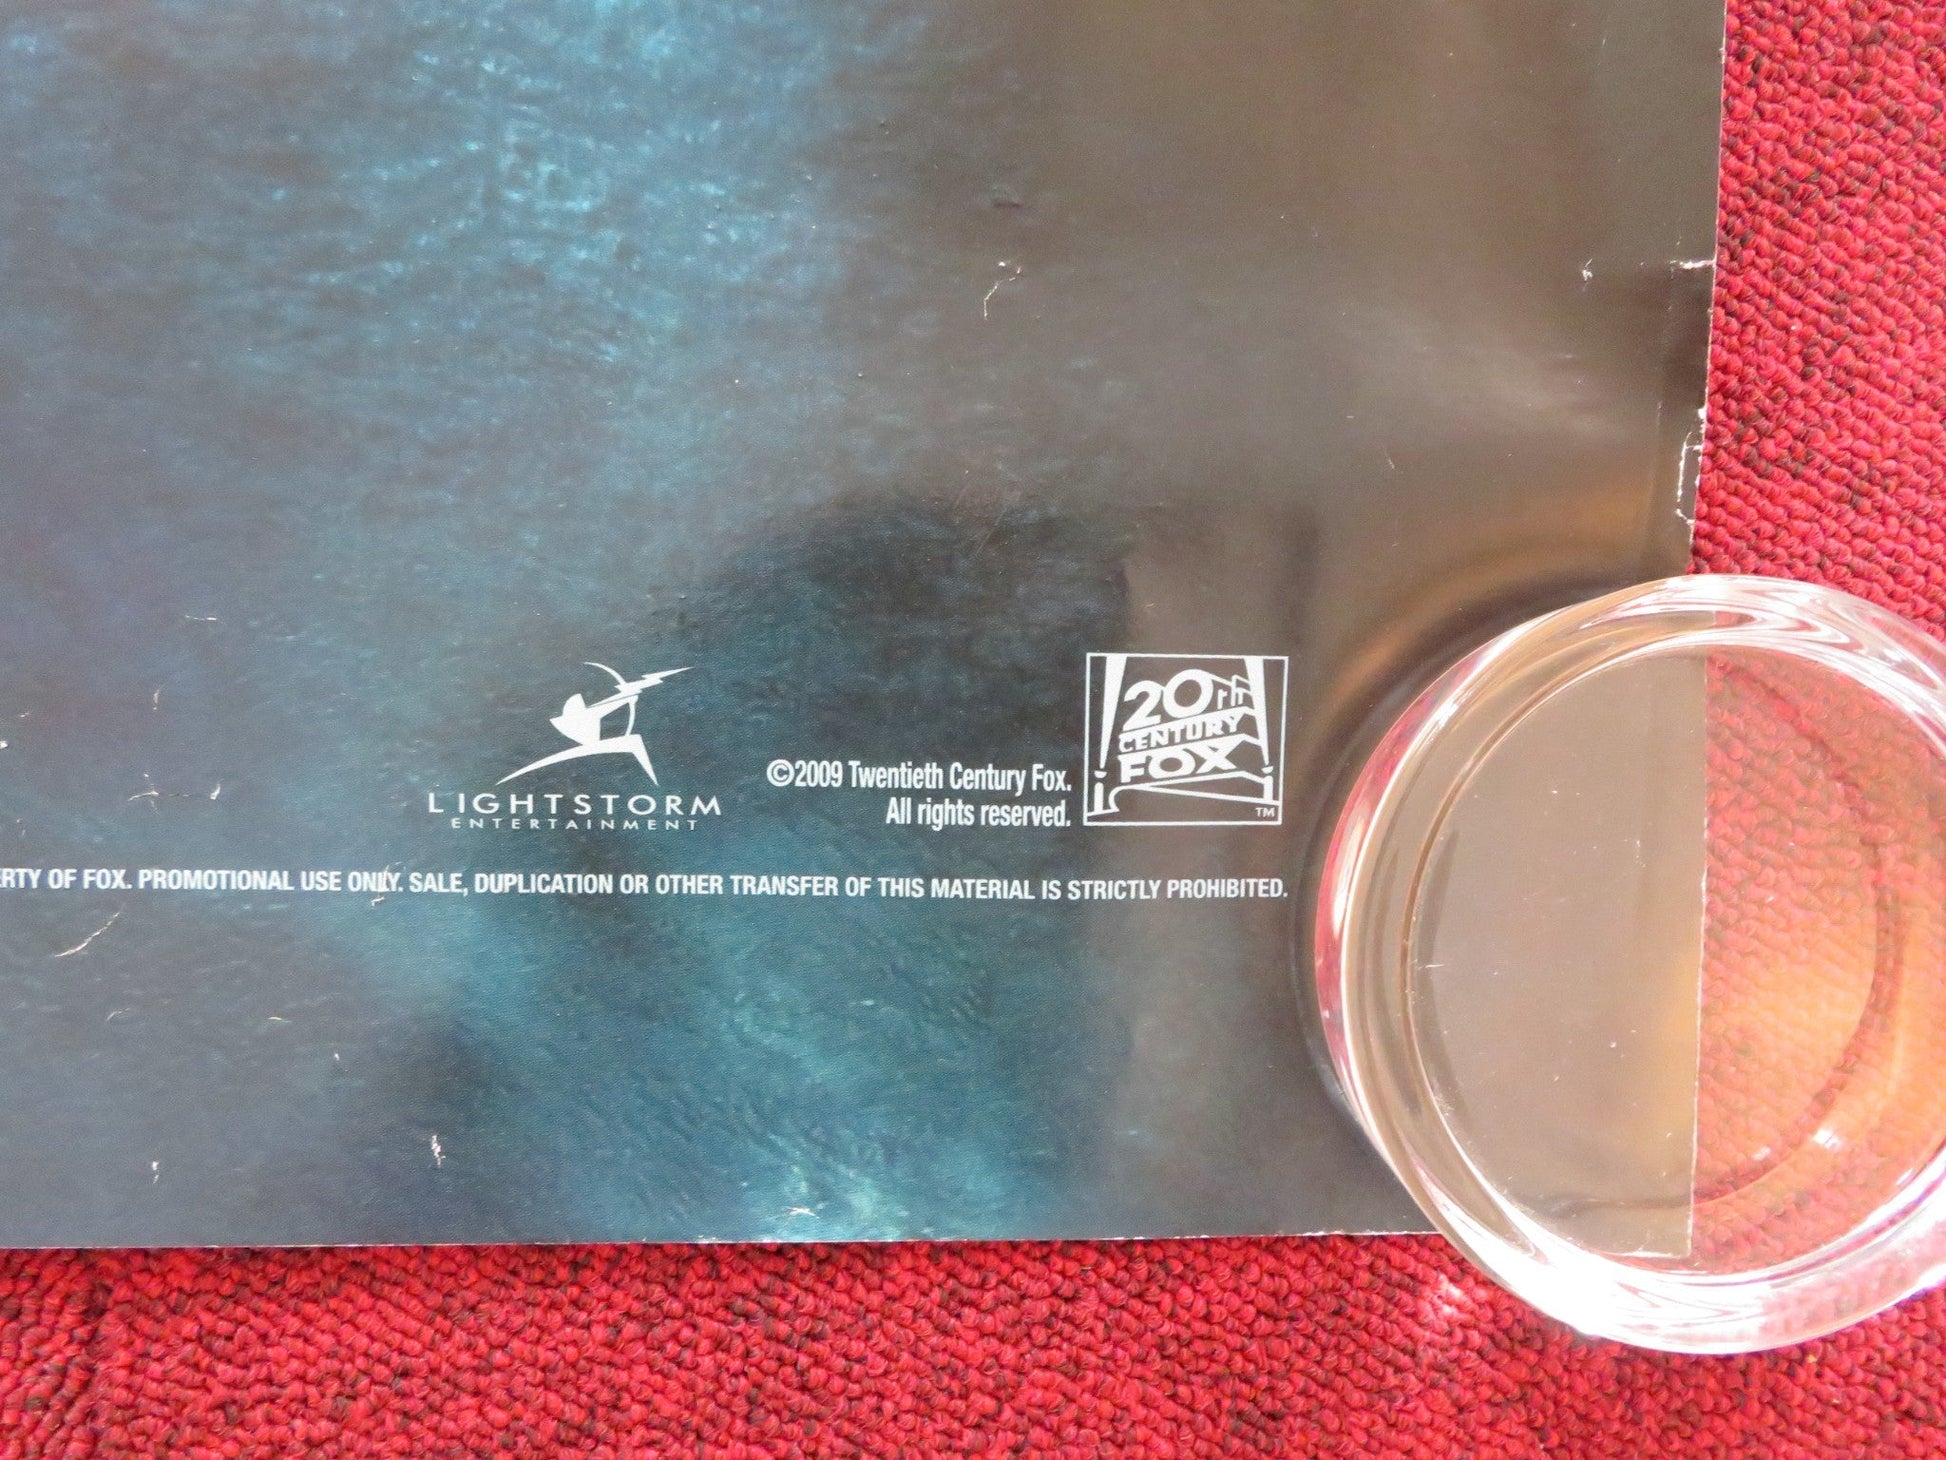 LIGHTSTORM
ENTERTAINMENT
©2009 Twentieth Century Fox.
All rights reserved.
20TH
CENTURY
FOX
TM
ERTY OF FOX. PROMOTIONAL USE ONLY. SALE, DUPLICATION OR OTHER TRANSFER OF THIS MATERIAL IS STRICTLY PROHIBITED.